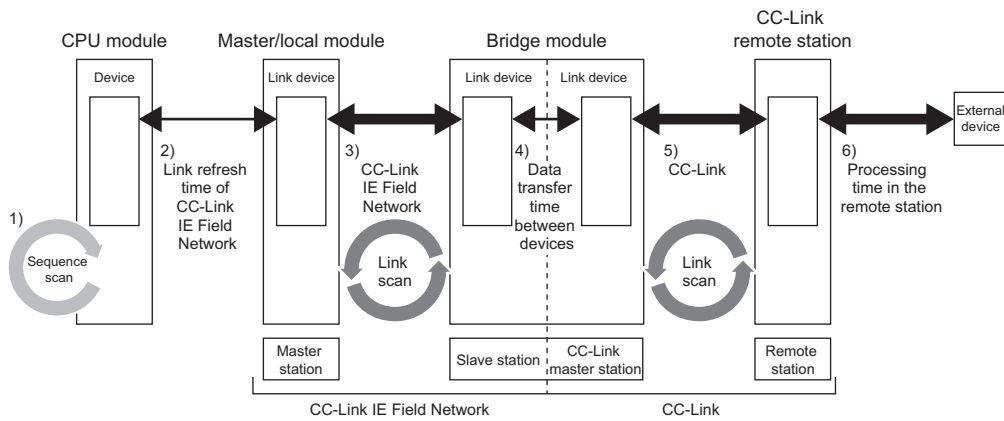 CPU module
Master/local module
Bridge module
CC-Link
remote station
Device
Link device
Link device
Link device
External
device
1)
Sequence
scan
2)
Link refresh
time of
CC-Link
IE Field
Network
3)
CC-Link
IE Field
Network
Link
scan
4)
Data
transfer
time
between
devices
5)
CC-Link
Link
scan
6)
Processing
time in the
remote station
Master
station
Slave station
CC-Link
master station
Remote
station
CC-Link IE Field Network
CC-Link